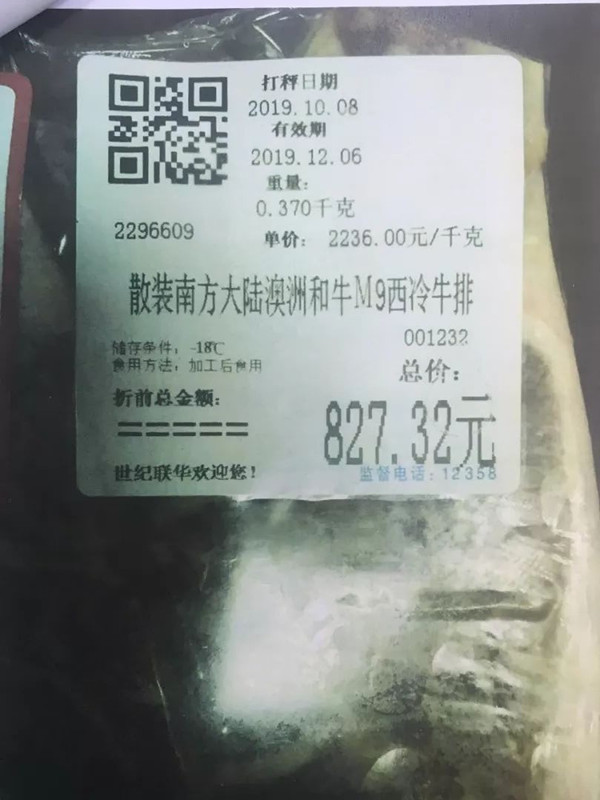 打秤日期
2019.10.08
有效期
2019.12.06
重量:
0.370千克
2296609
单价: 2236.00元/千克
散装南方大陆澳洲和牛M9西冷牛排
001232
储存条件: -18℃
食用方法: 加工后食用
总价:
折前总金额:
=====
827.32元
世纪联华欢迎您!
监督电话:12358